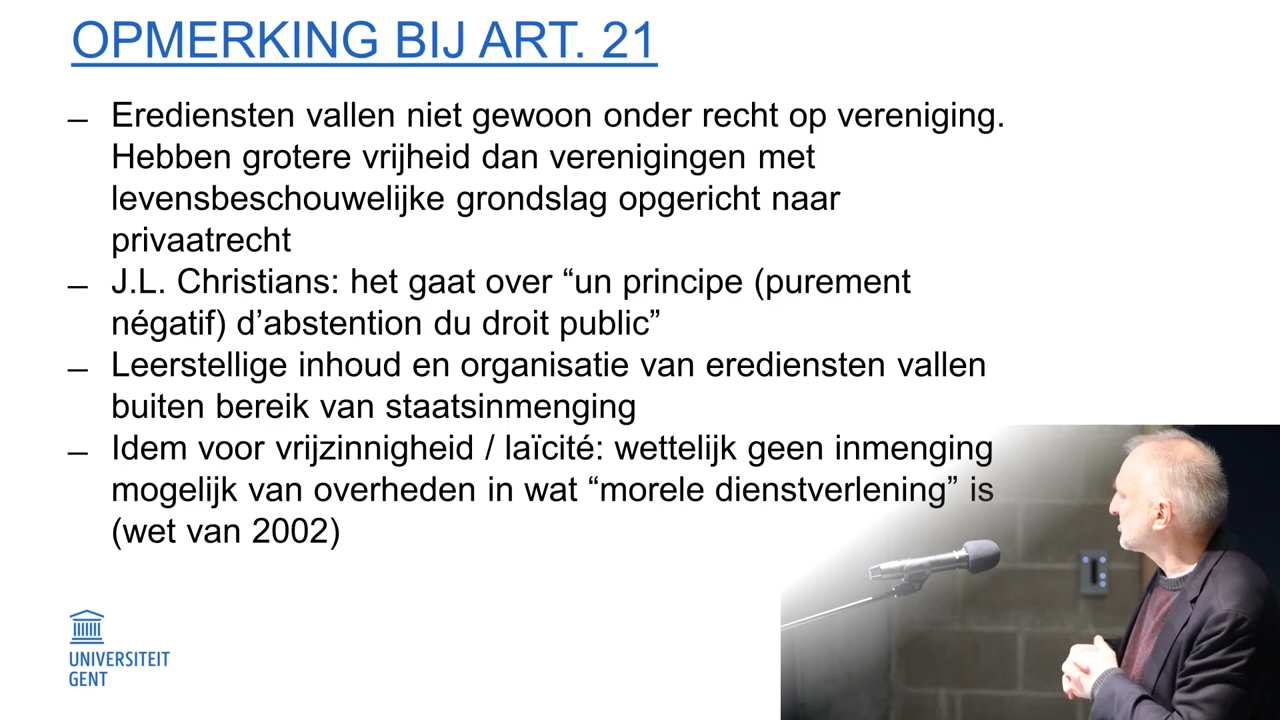 OPMERKING BIJ ART. 21
– Erediensten vallen niet gewoon onder recht op vereniging.
Hebben grotere vrijheid dan verenigingen met
levensbeschouwelijke grondslag opgericht naar
privaatrecht
– J.L. Christians: het gaat over “un principe (purement
négatif) d’abstention du droit public”
– Leerstellige inhoud en organisatie van erediensten vallen
buiten bereik van staatsinmenging
– Idem voor vrijzinnigheid / laïcité: wettelijk geen inmenging
mogelijk van overheden in wat “morele dienstverlening” is
(wet van 2002)
UNIVERSITEIT
GENT